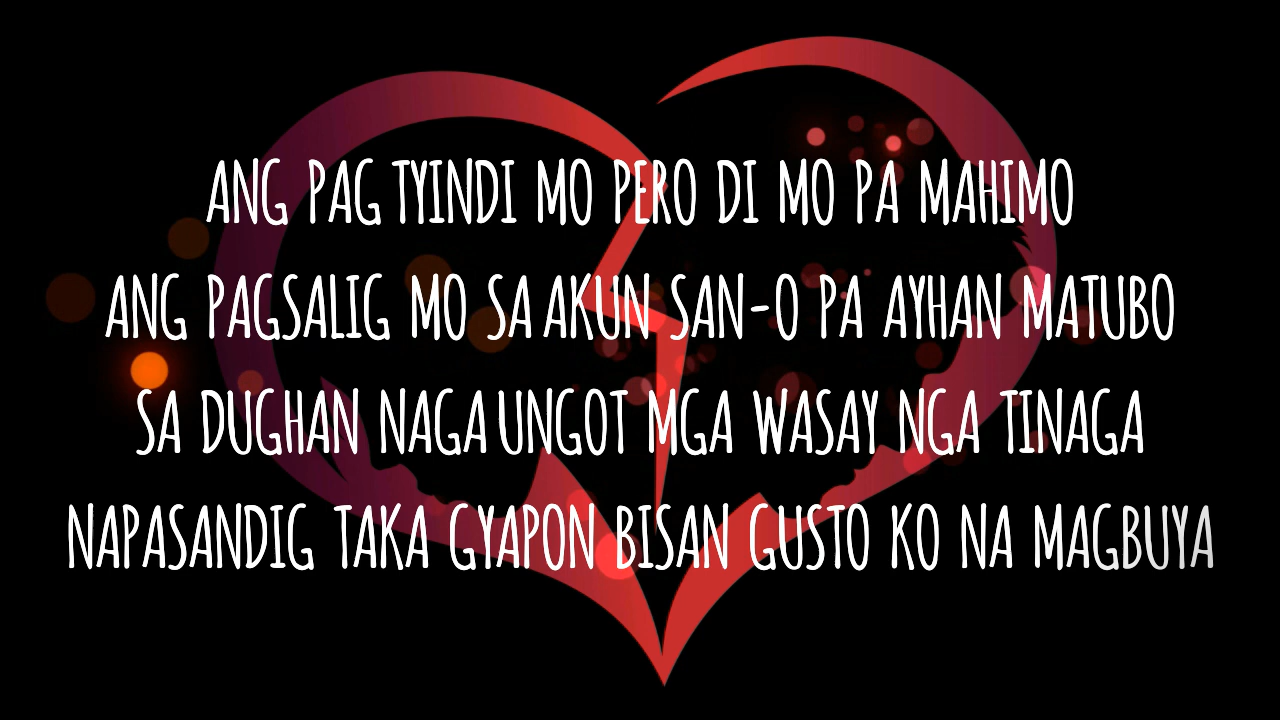 ANG PAG TYINDI MO PERO DI MO PA MAHIMO
ANG PAGSALIG MO SA AKUN SAN-O PA AYHAN MATUBO
SA DUGHAN NAGA UNGOT MGA WASAY NGA TINAGA
NAPASANDIG TAKA GYAPON BISAN GUSTO KO NA MAGBUYA